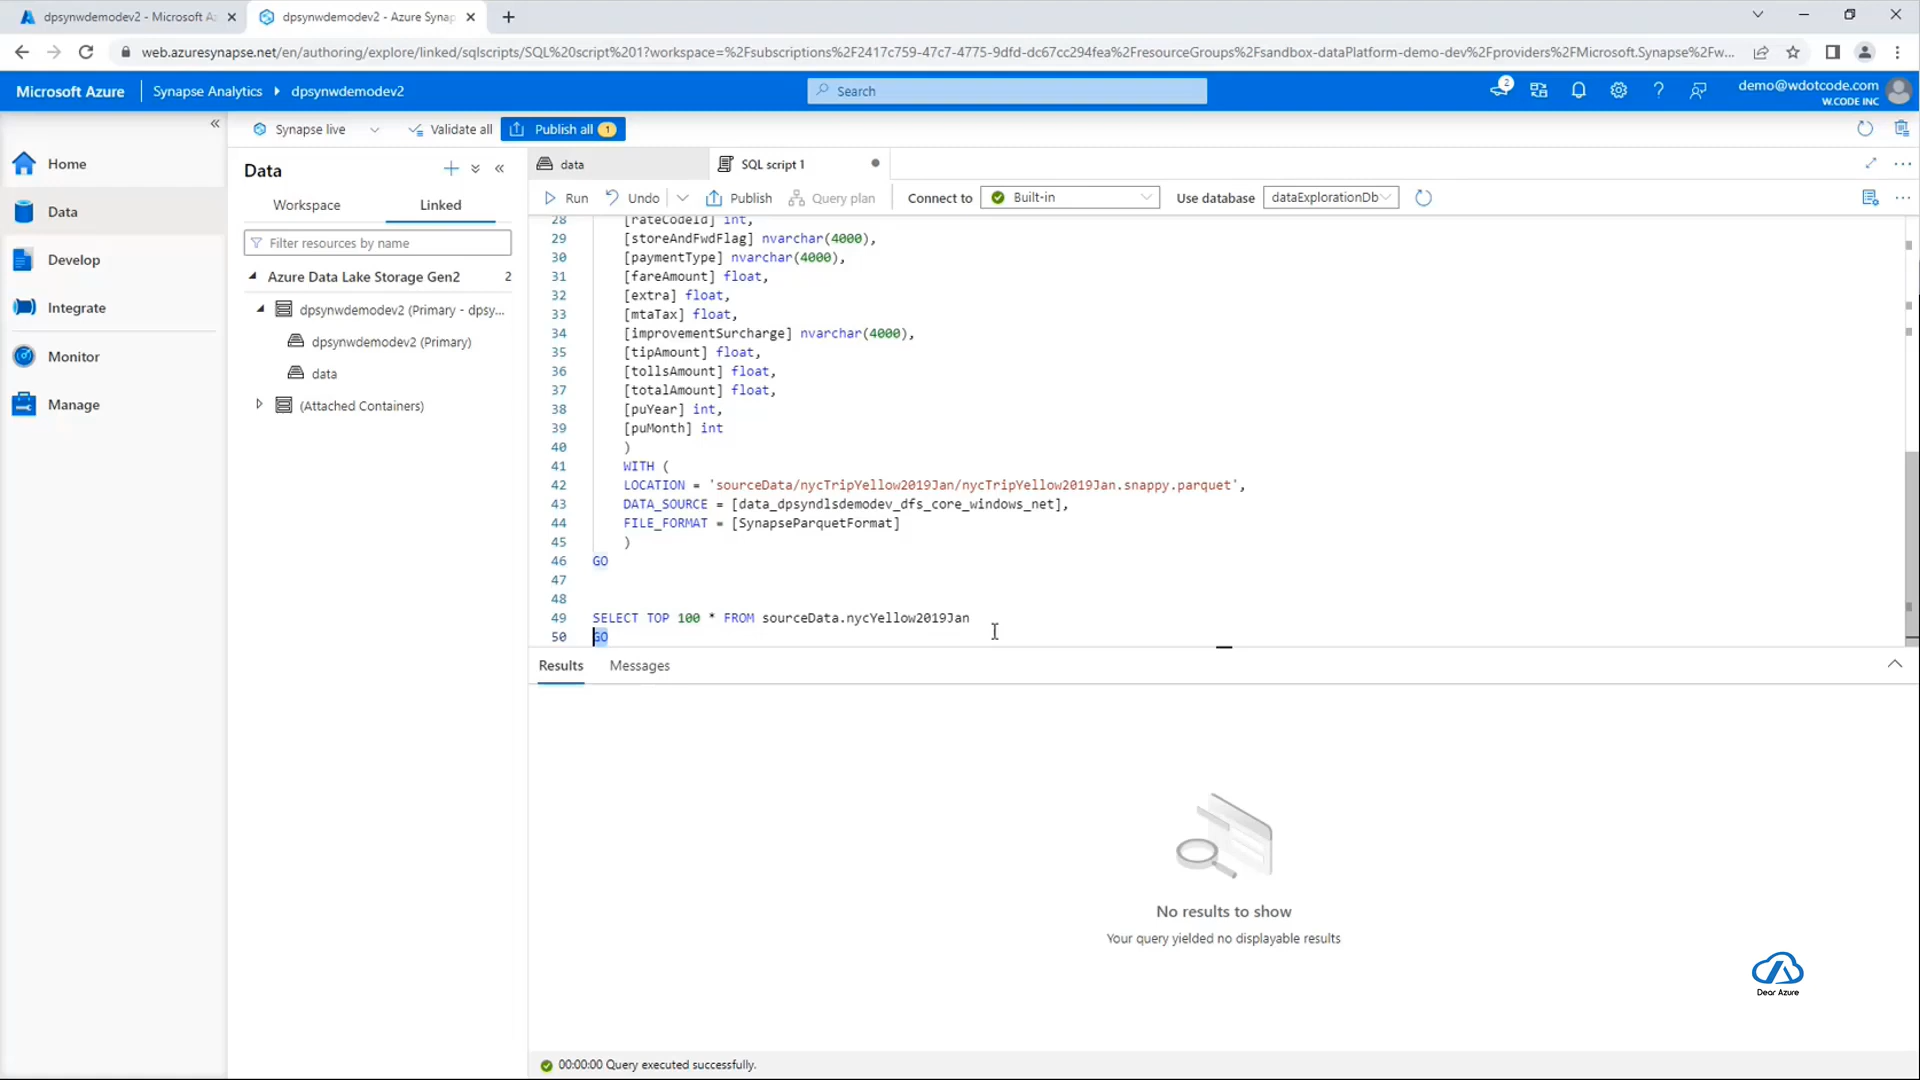 dpsynwdemodev2 - Microsoft A
dpsynwdemodev2 - Azure Synap
web.azuresynapse.net/en/authoring/explore/linked/sqlscripts/SQL%20script%201?workspace=%2Fsubscriptions%2F2417c759-47c7-4775-9dfd-dc67cc294fea%2FresourceGroups%2Fsandbox-dataPlatform-demo-dev%2Fproviders%2FMicrosoft.Synapse%2Fw...
Microsoft Azure
Synapse Analytics
dpsynwdemodev2
Search
2
demo@wdotcode.com
W.CODE INC
Synapse live
Validate all
Publish all 1
Home
Data
Develop
Integrate
Monitor
Manage
Data
Workspace
Linked
Filter resources by name
Azure Data Lake Storage Gen2 2
dpsynwdemodev2 (Primary - dpsy...
dpsynwdemodev2 (Primary)
data
(Attached Containers)
data
SQL script 1
Run
Undo
Publish
Query plan
Connect to
Built-in
Use database
dataExplorationDb
28 [rateCodeId] int,
29 [storeAndFwdFlag] nvarchar(4000),
30 [paymentType] nvarchar(4000),
31 [fareAmount] float,
32 [extra] float,
33 [mtaTax] float,
34 [improvementSurcharge] nvarchar(4000),
35 [tipAmount] float,
36 [tollsAmount] float,
37 [totalAmount] float,
38 [puYear] int,
39 [puMonth] int
40 )
41 WITH (
42 LOCATION = 'sourceData/nycTripYellow2019Jan/nycTripYellow2019Jan.snappy.parquet',
43 DATA_SOURCE = [data_dpsyndlsdemodev_dfs_core_windows_net],
44 FILE_FORMAT = [SynapseParquetFormat]
45 )
46 GO
47
48
49 SELECT TOP 100 * FROM sourceData.nycYellow2019Jan
50 GO
Results
Messages
No results to show
Your query yielded no displayable results
Dear Azure
00:00:00 Query executed successfully.